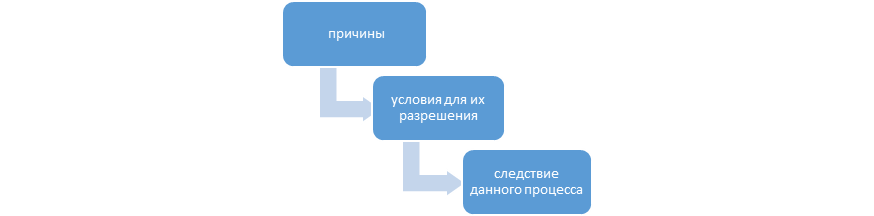 причины
условия для их
разрешения
следствие
данного процесса